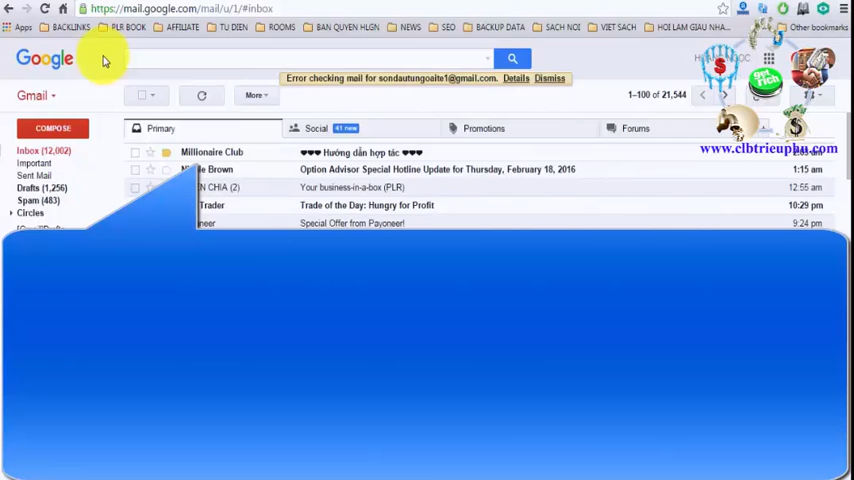 https://mail.google.com/mail/u/1/#inbox
Apps BACKLINKS PLR BOOK AFFILIATE TU DIEN ROOMS BAN QUYEN HLGN NEWS SEO BACKUP DATA SACH NOI VIET SACH HOI LAM GIAU NHA... Other bookmarks
Google
Error checking mail for sondautungoaite1@gmail.com. Details Dismiss
get rich
Gmail
More
1–100 of 21,544
COMPOSE
Primary
Social 41 new
Promotions
Forums
www.clbtrieuphu.com
Inbox (12,002)
Millionaire Club ♥♥♥ Hướng dẫn hợp tác ♥♥♥
Important
Brown Option Advisor Special Hotline Update for Thursday, February 18, 2016 1:15 am
Sent Mail
Drafts (1,256)
CHIA (2) Your business-in-a-box (PLR) 12:55 am
Spam (483)
Trader Trade of the Day: Hungry for Profit 10:29 pm
Circles
Special Offer from Payoneer! 9:24 pm